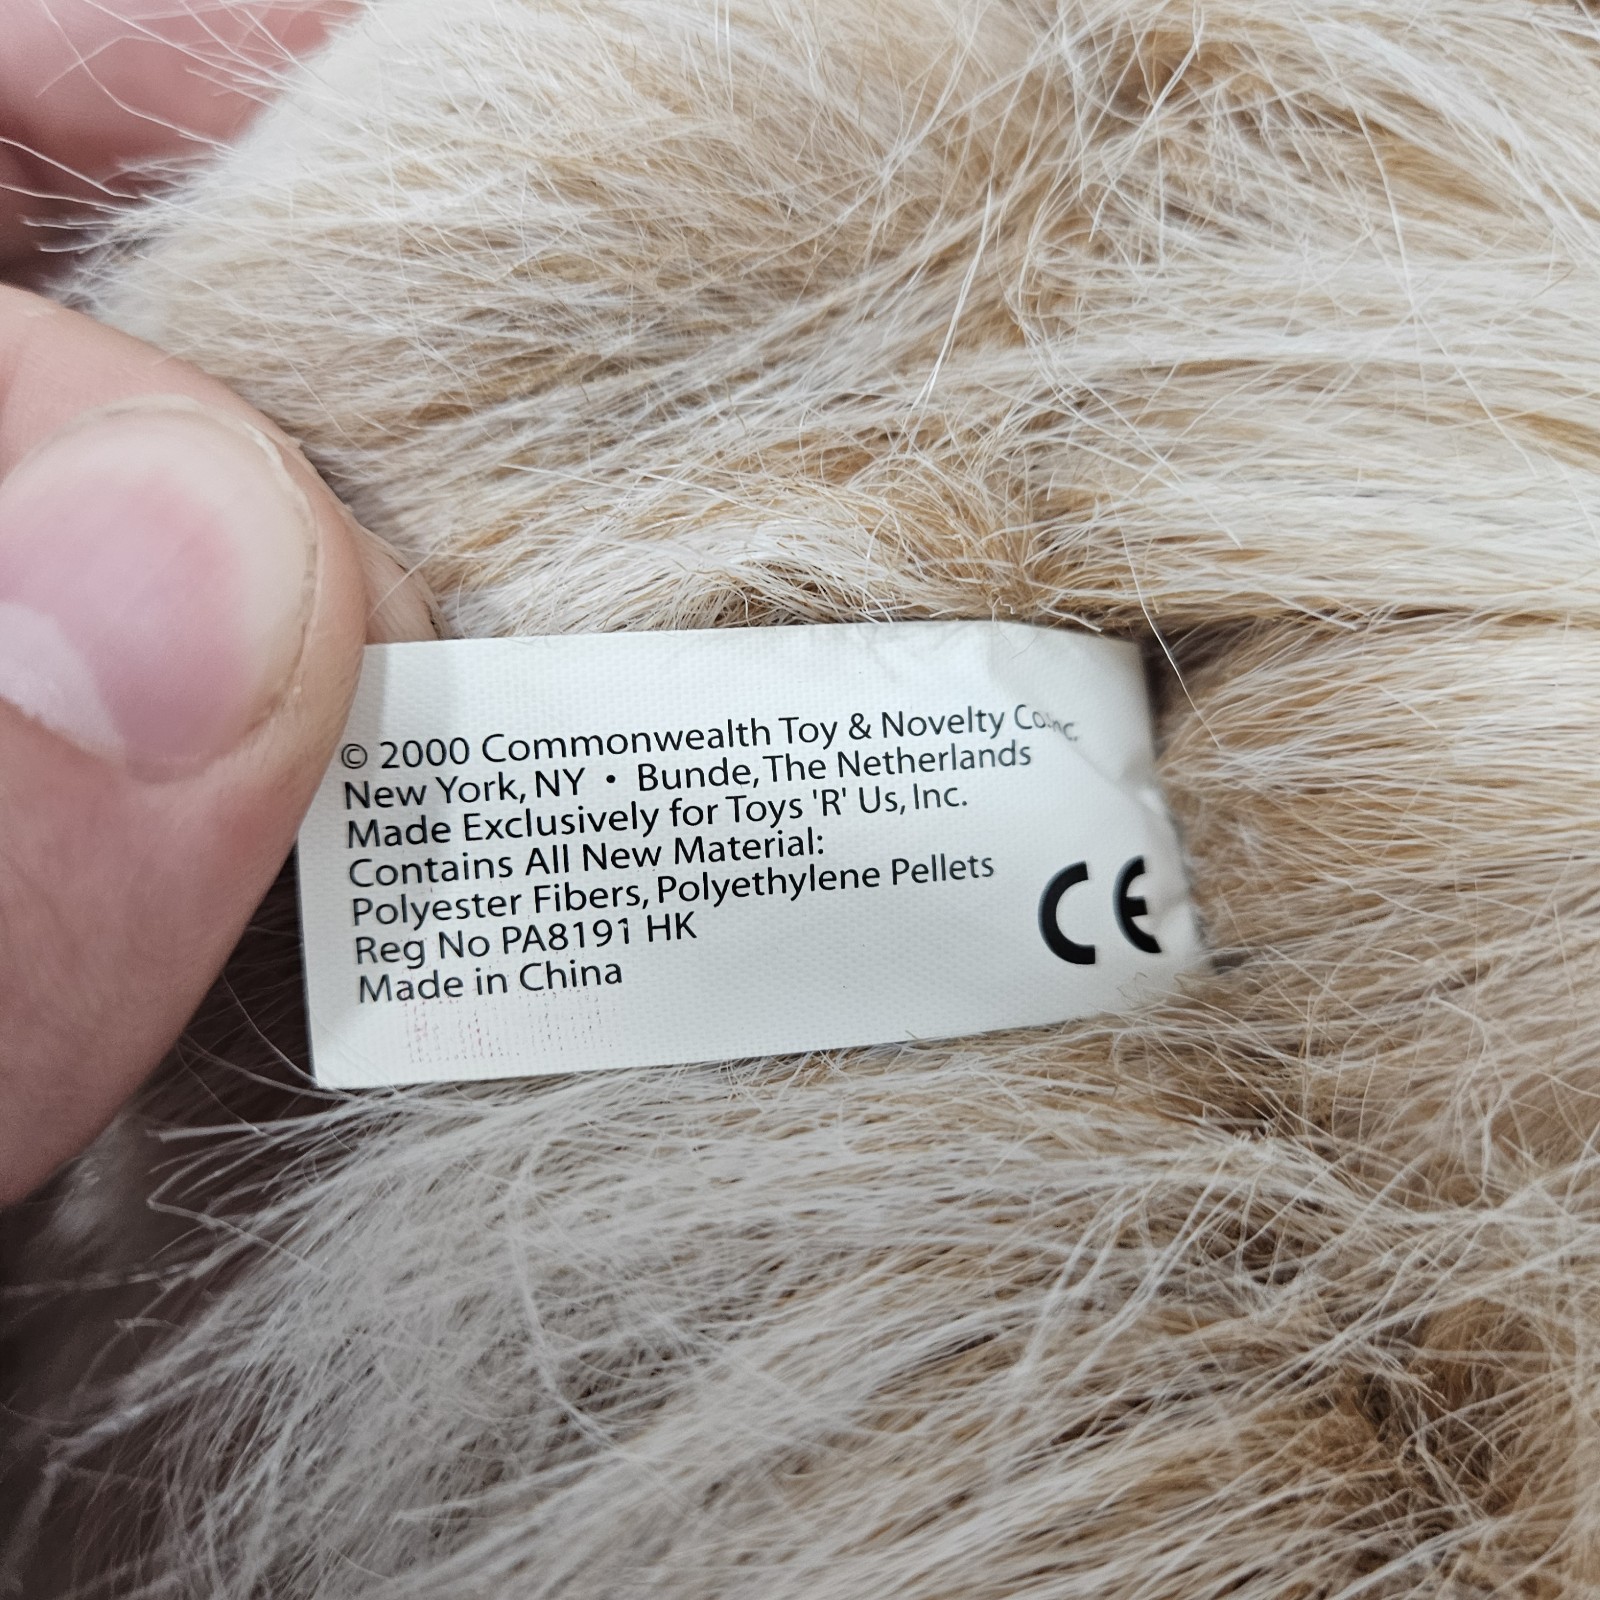 © 2000 Commonwealth Toy & Novelty Co. Inc.
New York, NY • Bunde, The Netherlands
Made Exclusively for Toys 'R' Us, Inc.
Contains All New Material:
Polyester Fibers, Polyethylene Pellets
Reg No PA8191 HK
Made in China
CE